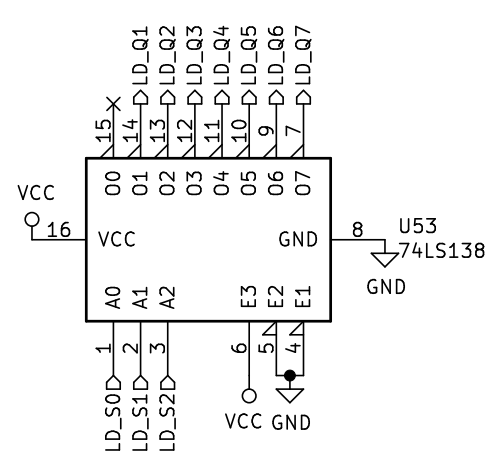 LD_Q1
LD_Q2
LD_Q3
LD_Q4
LD_Q5
LD_Q6
LD_Q7
15
14
13
12
11
10
9
7
O0
O1
O2
O3
O4
O5
O6
O7
VCC
16
VCC
GND
8
U53
74LS138
GND
A0
A1
A2
E3
E2
E1
1
2
3
6
5
4
LD_S0
LD_S1
LD_S2
VCC
GND